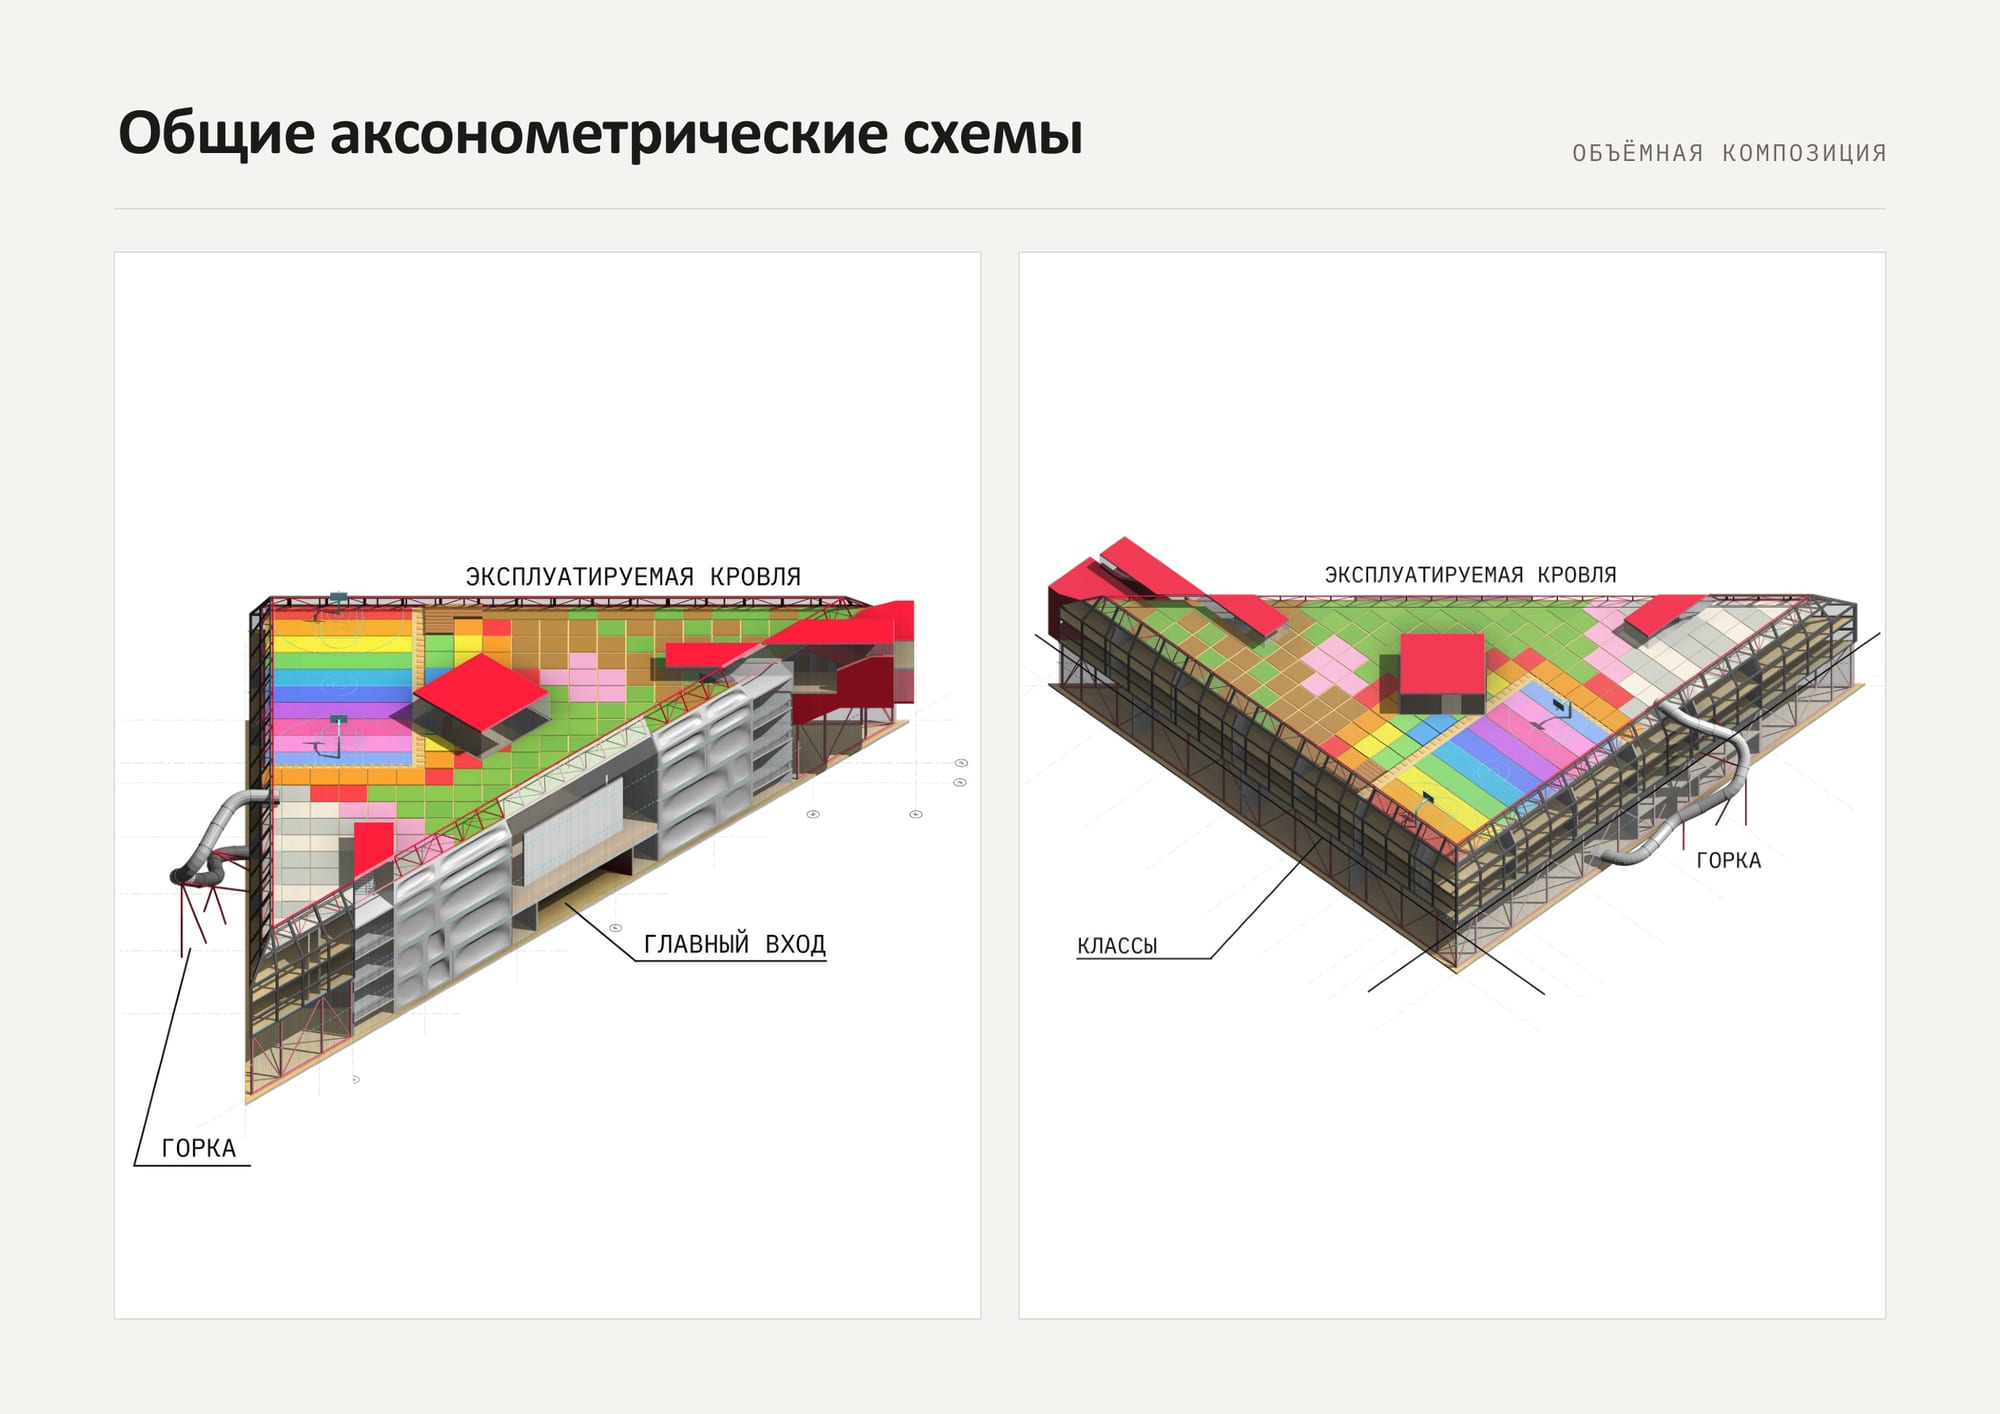 Общие аксонометрические схемы
ОБЪЁМНАЯ КОМПОЗИЦИЯ
ЭКСПЛУАТИРУЕМАЯ КРОВЛЯ
ГЛАВНЫЙ ВХОД
ГОРКА
ЭКСПЛУАТИРУЕМАЯ КРОВЛЯ
ГОРКА
КЛАССЫ